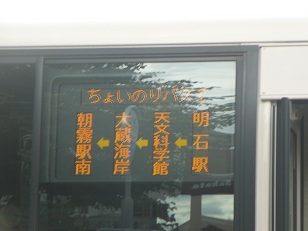 ちょいのりバス
明石駅
天文科学館
大蔵海岸
朝霧駅南